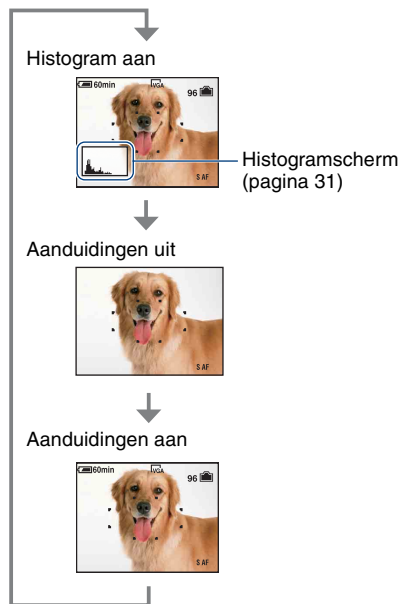 Histogram aan
60min
VGA
96
S AF
Histogramscherm
(pagina 31)
Aanduidingen uit
S AF
Aanduidingen aan
60min
VGA
96
S AF